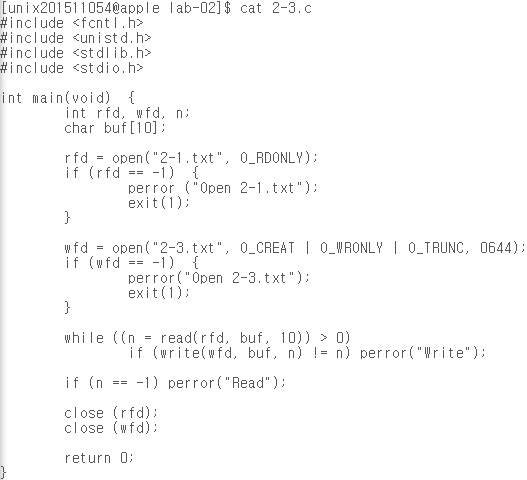 [unix201511054@apple lab-02]$ cat 2-3.c
#include <fcntl.h>
#include <unistd.h>
#include <stdlib.h>
#include <stdio.h>
int main(void)  {
        int rfd, wfd, n;
        char buf[10];
        rfd = open("2-1.txt", O_RDONLY);
        if (rfd == -1)  {
                perror ("Open 2-1.txt");
                exit(1);
        }
        wfd = open("2-3.txt", O_CREAT | O_WRONLY | O_TRUNC, 0644);
        if (wfd == -1)  {
                perror("Open 2-3.txt");
                exit(1);
        }
        while ((n = read(rfd, buf, 10)) > 0)
                if (write(wfd, buf, n) != n) perror("Write");
        if (n == -1) perror("Read");
        close (rfd);
        close (wfd);
        return 0;
}